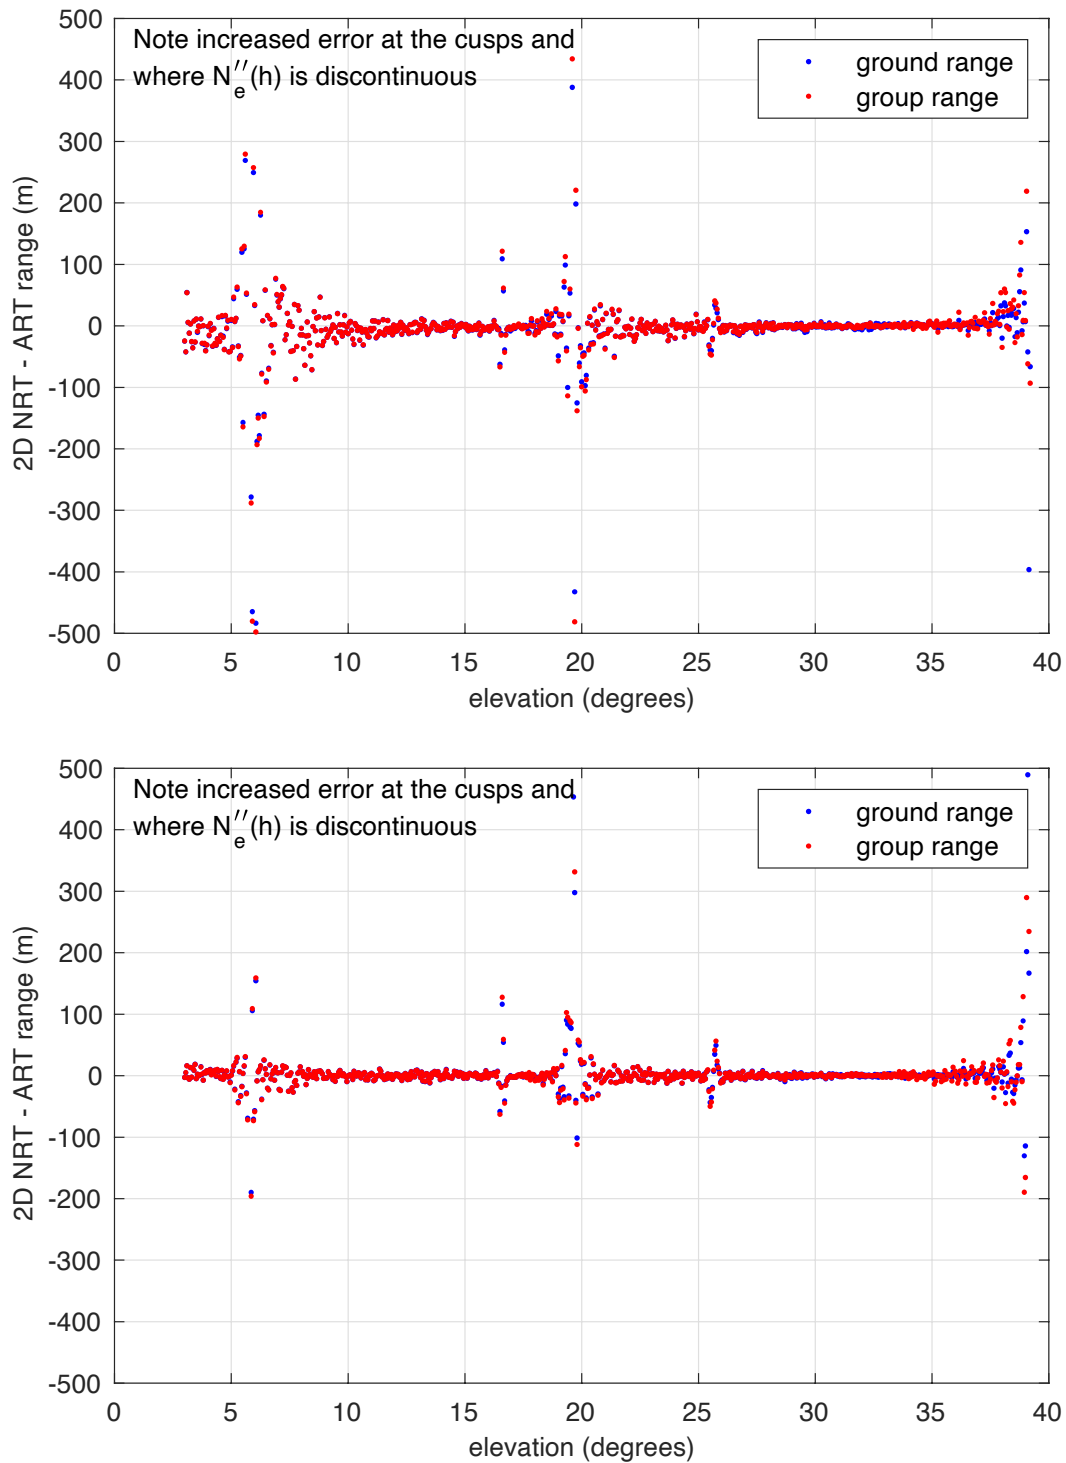 500
400
300
200
100
0
-100
-200
-300
-400
-500
2D NRT - ART range (m)
Note increased error at the cusps and
where N″e(h) is discontinuous
ground range
group range
0 5 10 15 20 25 30 35 40
elevation (degrees)
500
400
300
200
100
0
-100
-200
-300
-400
-500
2D NRT - ART range (m)
Note increased error at the cusps and
where N″e(h) is discontinuous
ground range
group range
0 5 10 15 20 25 30 35 40
elevation (degrees)